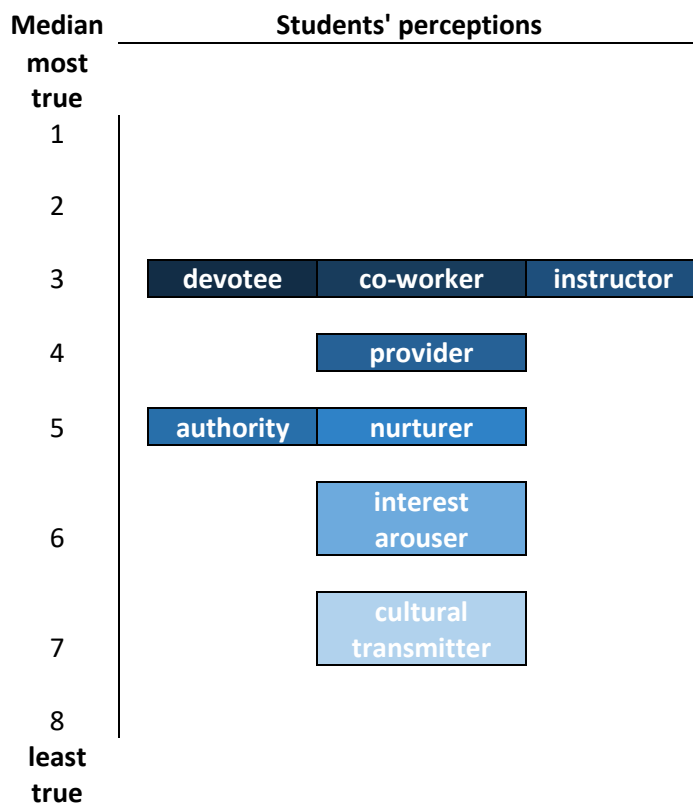 Median Students' perceptions
most
true
1
2
3 devotee co-worker instructor
4 provider
5 authority nurturer
interest
6 arouser
cultural
7 transmitter
8
least
true